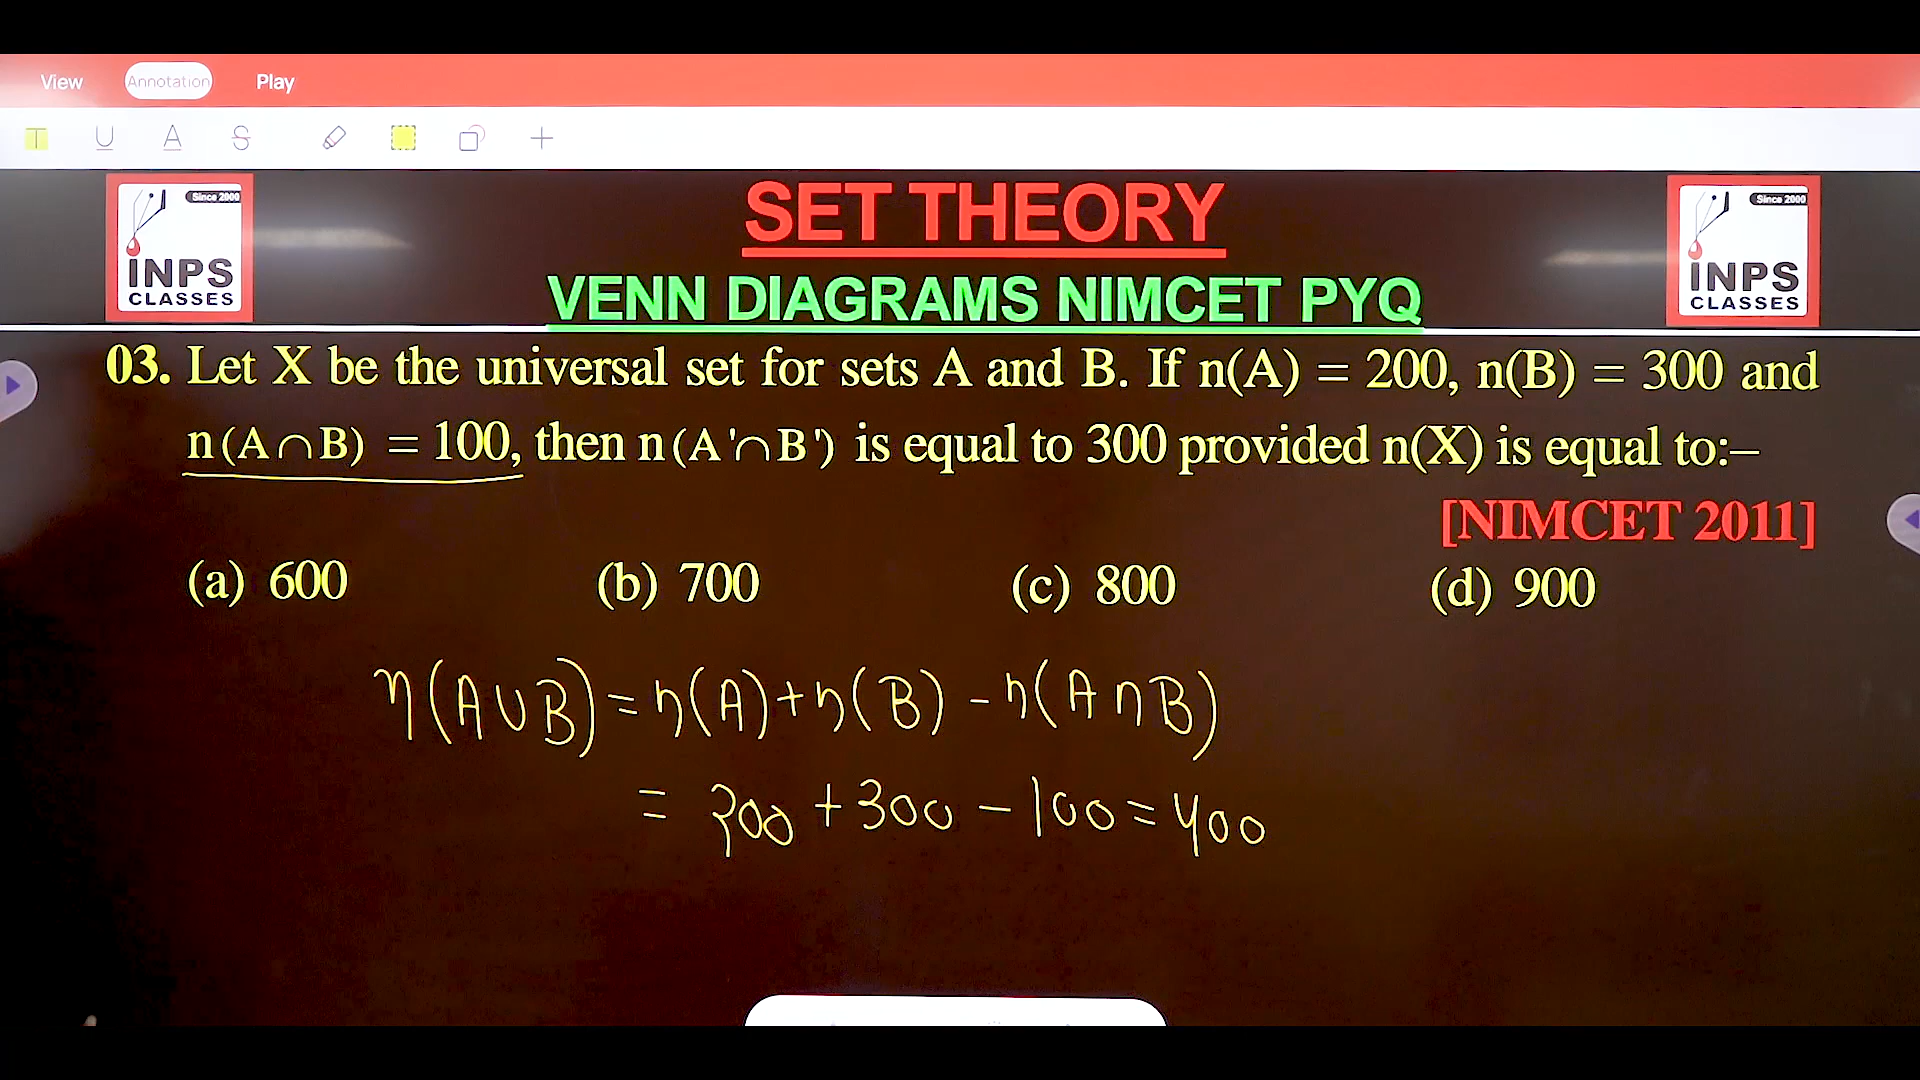 View Annotation Play
T U A S
Since 2000
INPS
CLASSES
SET THEORY
VENN DIAGRAMS NIMCET PYQ
Since 2000
INPS
CLASSES
03. Let X be the universal set for sets A and B. If n(A) = 200, n(B) = 300 and
n(A∩B) = 100, then n(A'∩B') is equal to 300 provided n(X) is equal to:–
[NIMCET 2011]
(a) 600 (b) 700 (c) 800 (d) 900
n(A∪B) = n(A)+n(B) - n(A∩B)
= 200 + 300 - 100 = 400